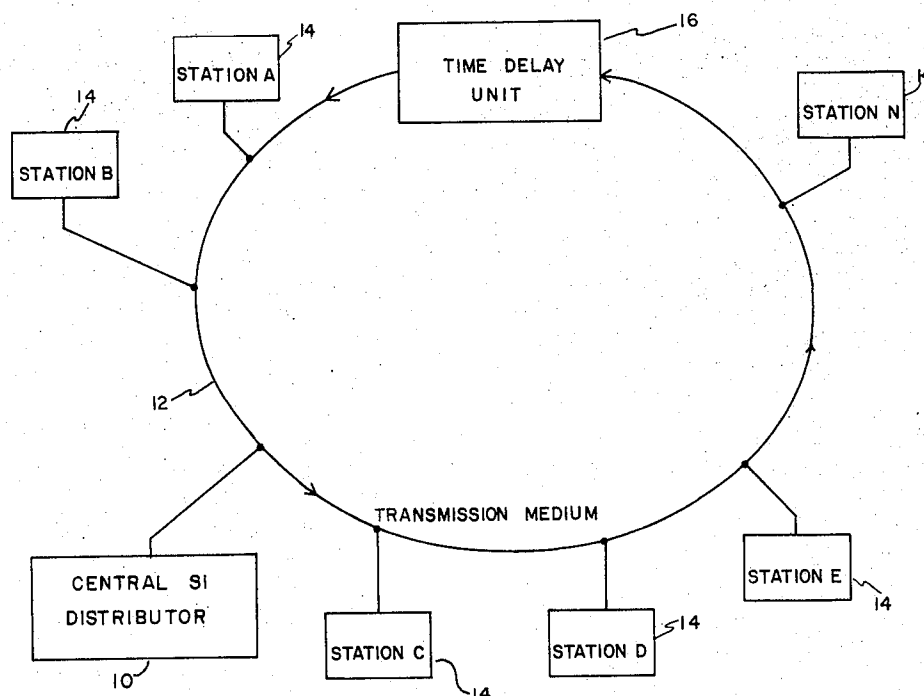 14
STATION A
16
TIME DELAY
UNIT
14
STATION N
14
STATION B
12
TRANSMISSION MEDIUM
CENTRAL SI
DISTRIBUTOR
10
STATION C
14
STATION D
14
STATION E
14